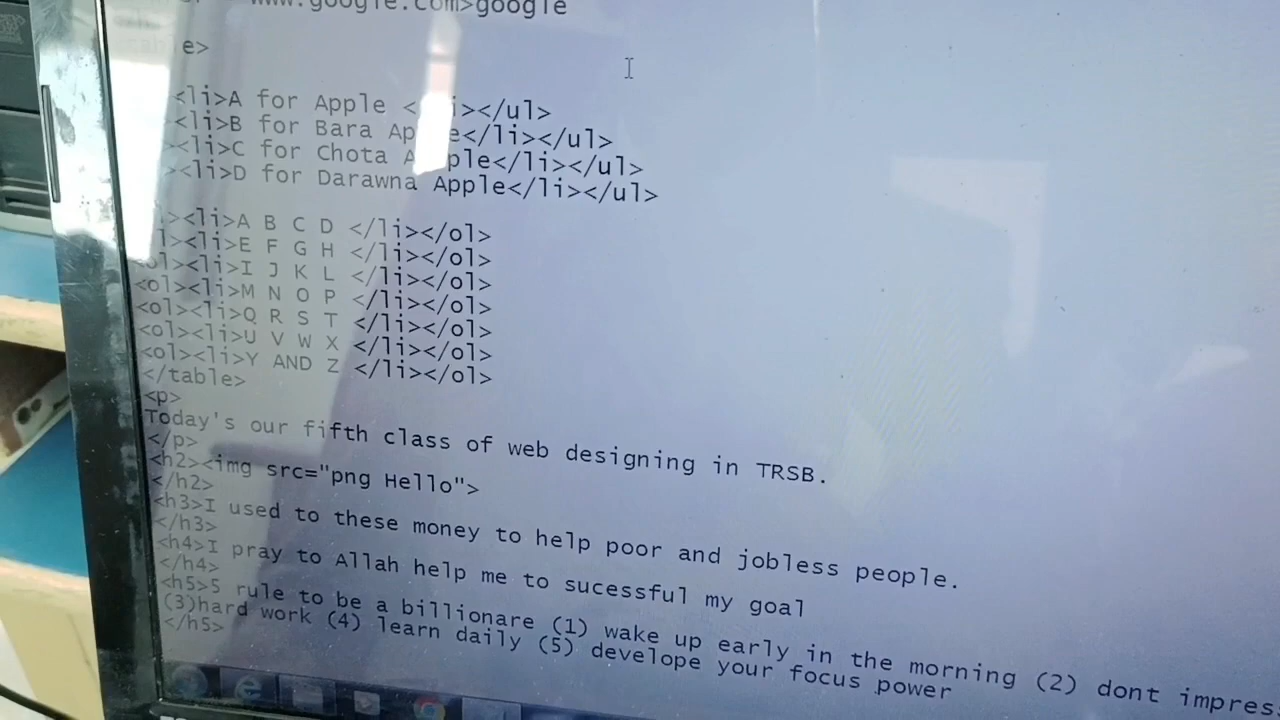 www.google.com>google
e>
<li>A for Apple <i></ul>
<li>B for Bara Ap e</li></ul>
<li>C for Chota A ple</li></ul>
><li>D for Darawna Apple</li></ul>
><li>A B C D </li></ol>
l><li>E F G H </li></ol>
<ol><li>I J K L </li></ol>
<ol><li>M N O P </li></ol>
<ol><li>Q R S T </li></ol>
<ol><li>U V W X </li></ol>
<ol><li>Y AND Z </li></ol>
</table>
<p>
Today's our fifth class of web designing in TRSB.
</p>
<h2><img src="png Hello">
</h2>
<h3>I used to these money to help poor and jobless people.
</h3>
<h4>I pray to Allah help me to sucessful my goal
</h4>
<h5>5 rule to be a billionare (1) wake up early in the morning (2) dont impres
(3)hard work (4) learn daily (5) develope your focus power
</h5>